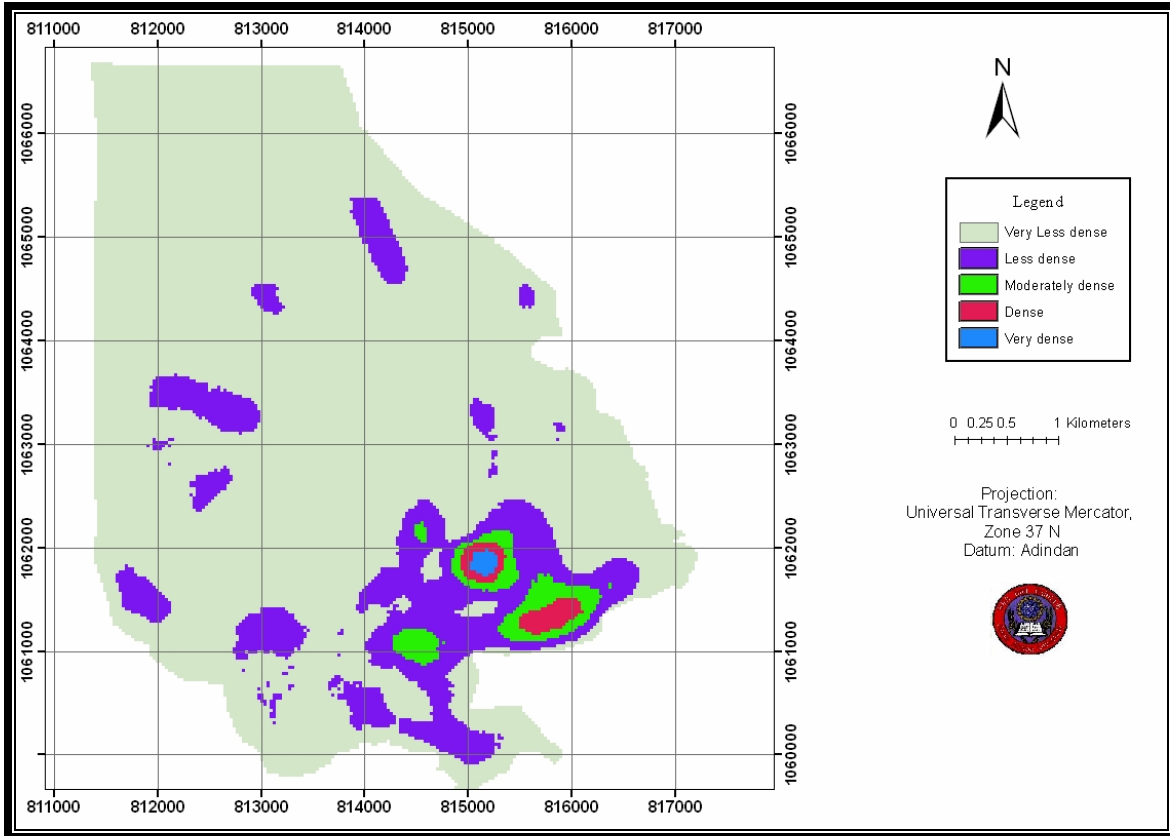 811000 812000 813000 814000 815000 816000 817000
1066000 1066000
1065000 1065000
1064000 1064000
1063000 1063000
1062000 1062000
1061000 1061000
1060000 1060000
811000 812000 813000 814000 815000 816000 817000
N
Legend
Very Less dense
Less dense
Moderately dense
Dense
Very dense
0 0.25 0.5 1 Kilometers
Projection:
Universal Transverse Mercator,
Zone 37 N
Datum: Adindan